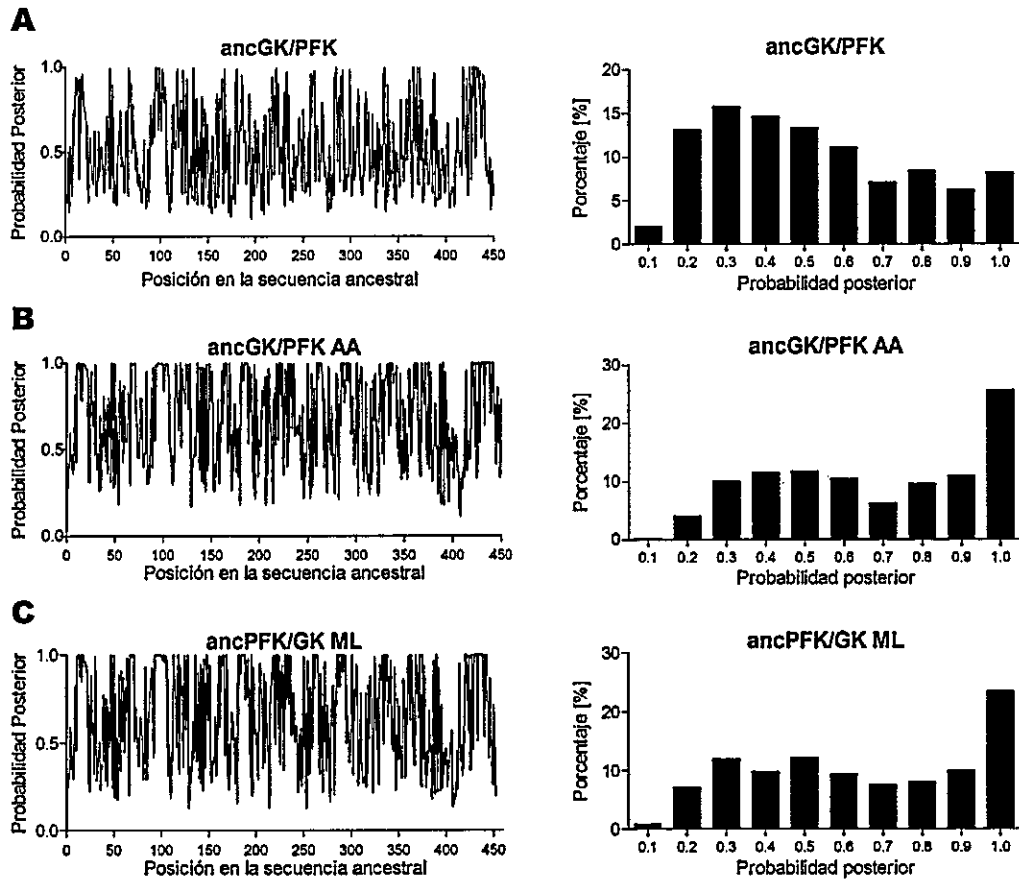 A
ancGK/PFK
Probabilidad Posterior
1.0
0.5
0.0
0 50 100 150 200 250 300 350 400 450
Posición en la secuencia ancestral
ancGK/PFK
Porcentaje [%]
20
15
10
5
0
0.1 0.2 0.3 0.4 0.5 0.6 0.7 0.8 0.9 1.0
Probabilidad posterior
B
ancGK/PFK AA
Probabilidad Posterior
1.0
0.5
0.0
0 50 100 150 200 250 300 350 400 450
Posición en la secuencia ancestral
ancGK/PFK AA
Porcentaje [%]
30
20
10
0
0.1 0.2 0.3 0.4 0.5 0.6 0.7 0.8 0.9 1.0
Probabilidad posterior
C
ancPFK/GK ML
Probabilidad Posterior
1.0
0.5
0.0
0 50 100 150 200 250 300 350 400 450
Posición en la secuencia ancestral
ancPFK/GK ML
Porcentaje [%]
30
20
10
0
0.1 0.2 0.3 0.4 0.5 0.6 0.7 0.8 0.9 1.0
Probabilidad posterior